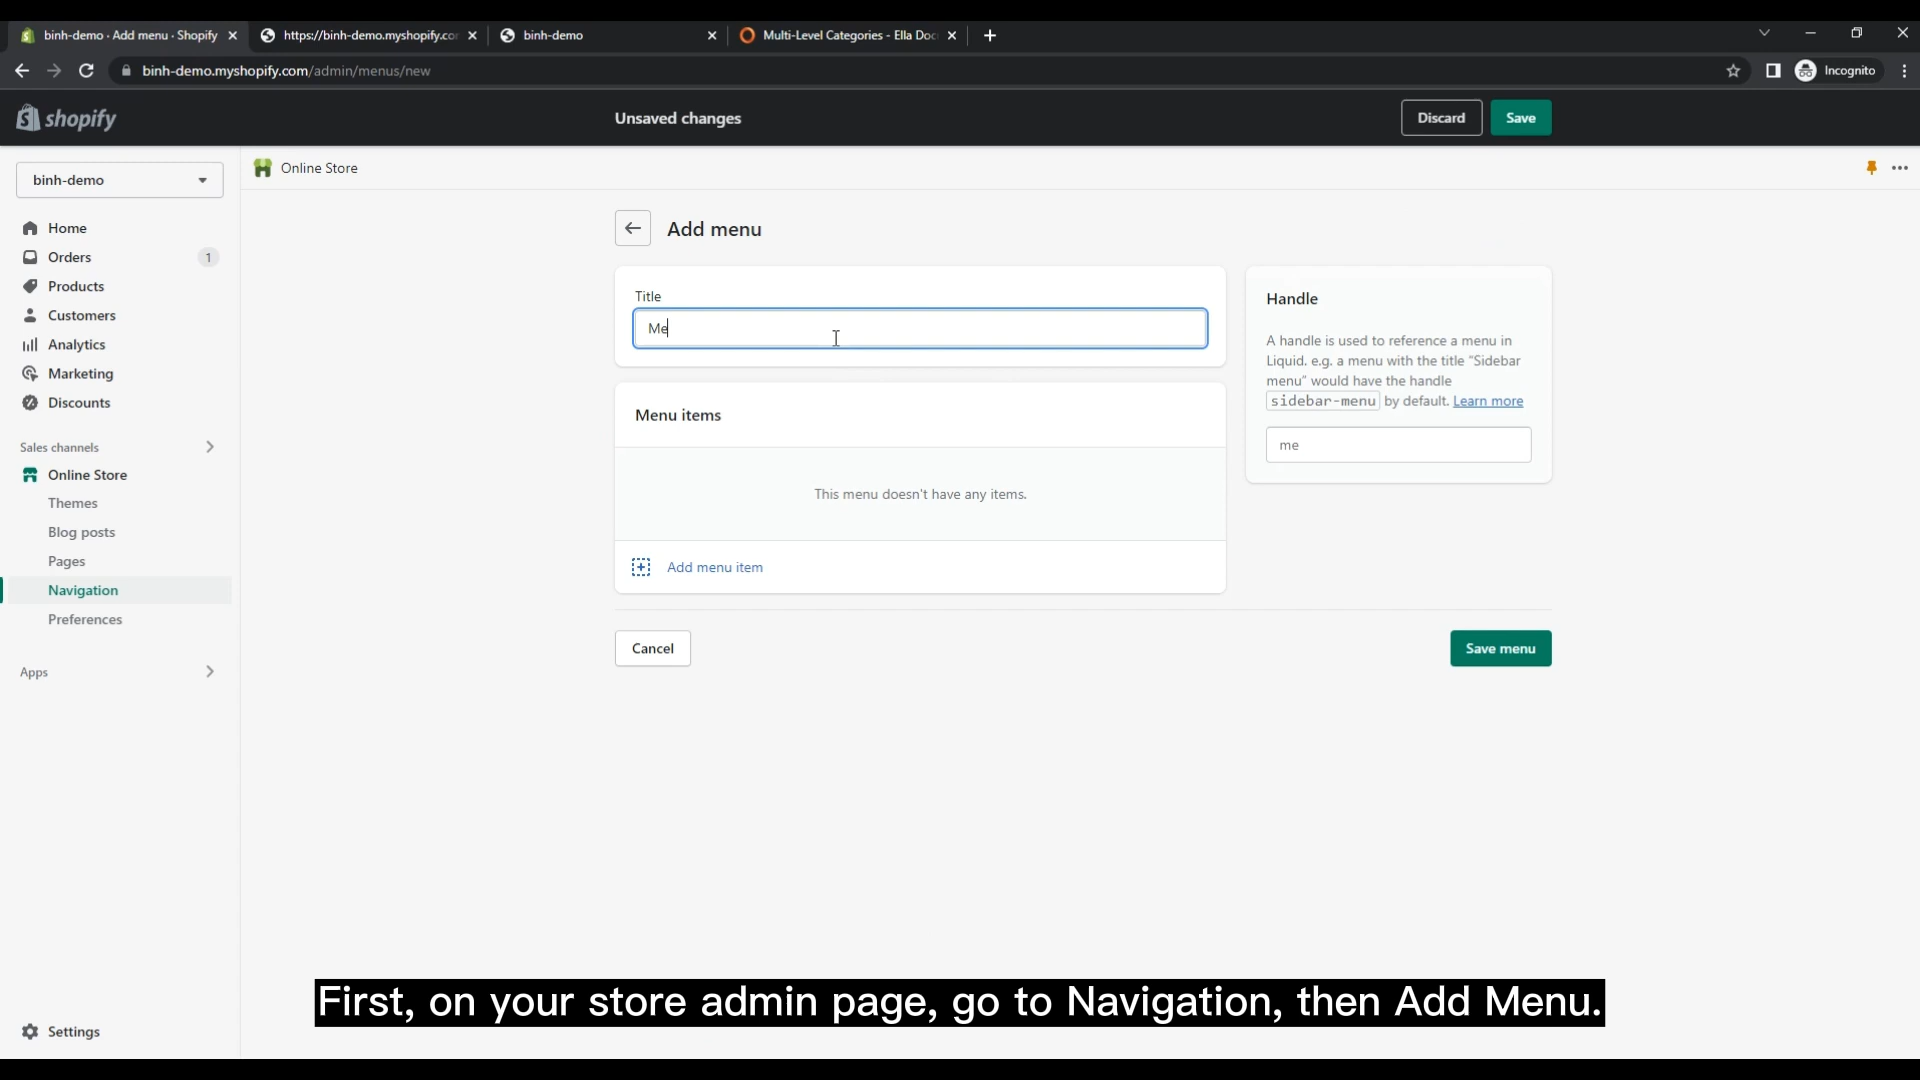 binh-demo · Add menu · Shopify
https://binh-demo.myshopify.cor
binh-demo
Multi-Level Categories - Ella Doc
binh-demo.myshopify.com/admin/menus/new
Incognito
shopify
Unsaved changes
Discard
Save
binh-demo
Online Store
Home
Orders
1
Products
Customers
Analytics
Marketing
Discounts
Sales channels
Online Store
Themes
Blog posts
Pages
Navigation
Preferences
Apps
Settings
Add menu
Title
Me
Menu items
This menu doesn't have any items.
Add menu item
Cancel
Save menu
Handle
A handle is used to reference a menu in
Liquid. e.g. a menu with the title "Sidebar
menu" would have the handle
sidebar-menu by default. Learn more
me
First, on your store admin page, go to Navigation, then Add Menu.